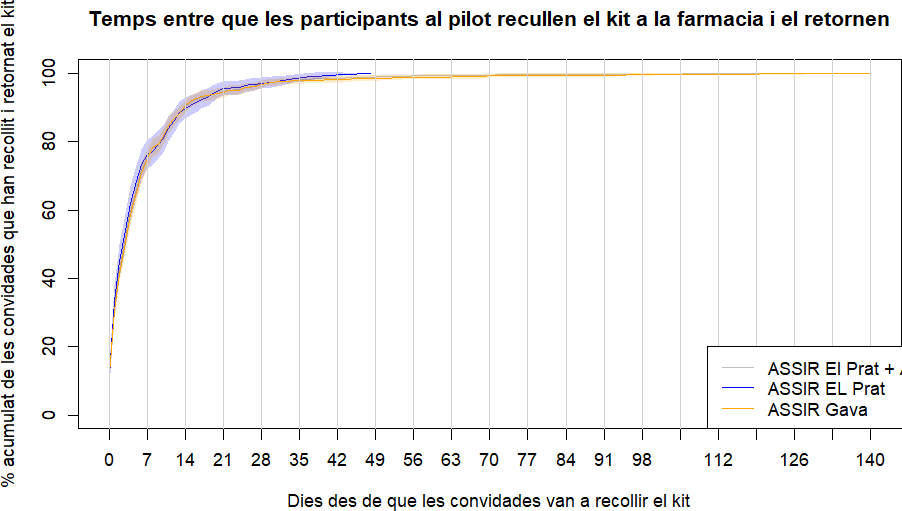 Temps entre que les participants al pilot recullen el kit a la farmacia i el retornen
% acumulat de les convidades que han recollit i retornat el kit
100
80
60
40
20
0
ASSIR El Prat +
ASSIR EL Prat
ASSIR Gava
0 7 14 21 28 35 42 49 56 63 70 77 84 91 98 112 126 140
Dies des de que les convidades van a recollir el kit